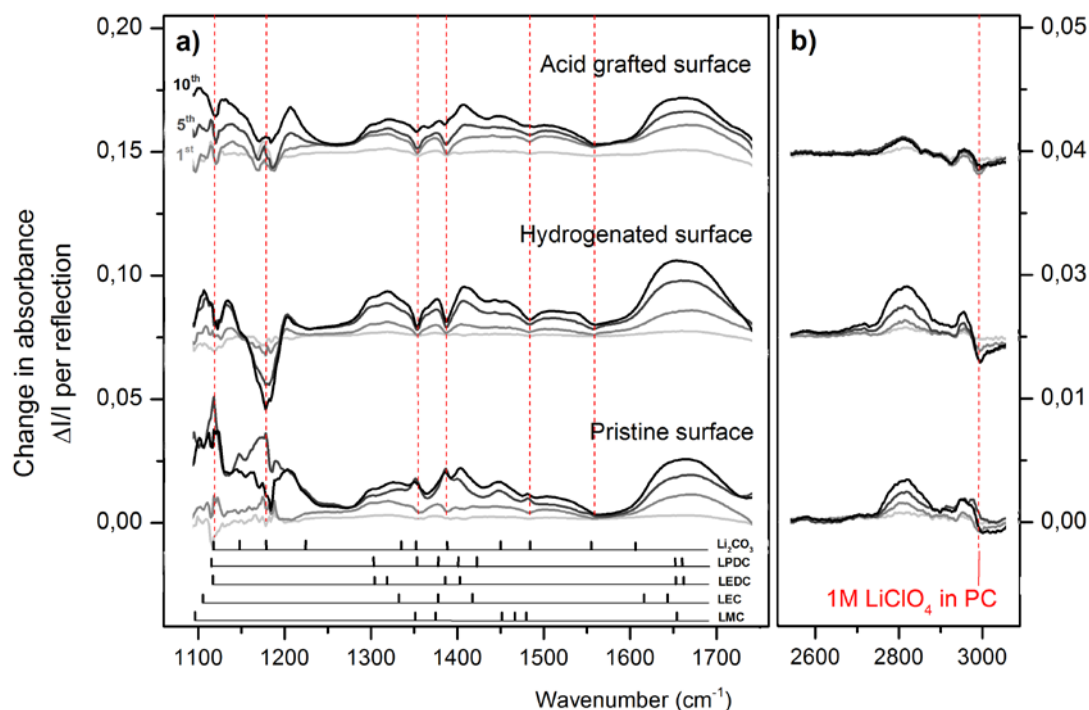 a)
b)
0,20
0,15
0,10
0,05
0,00
Acid grafted surface
10th
5th
1st
Hydrogenated surface
Pristine surface
Li₂CO₃
LPDC
LEDC
LEC
LMC
1100 1200 1300 1400 1500 1600 1700
0,05
0,04
0,03
0,01
0,00
1M LiClO₄ in PC
2600 2800 3000
Change in absorbance
ΔI/I per reflection
Wavenumber (cm⁻¹)